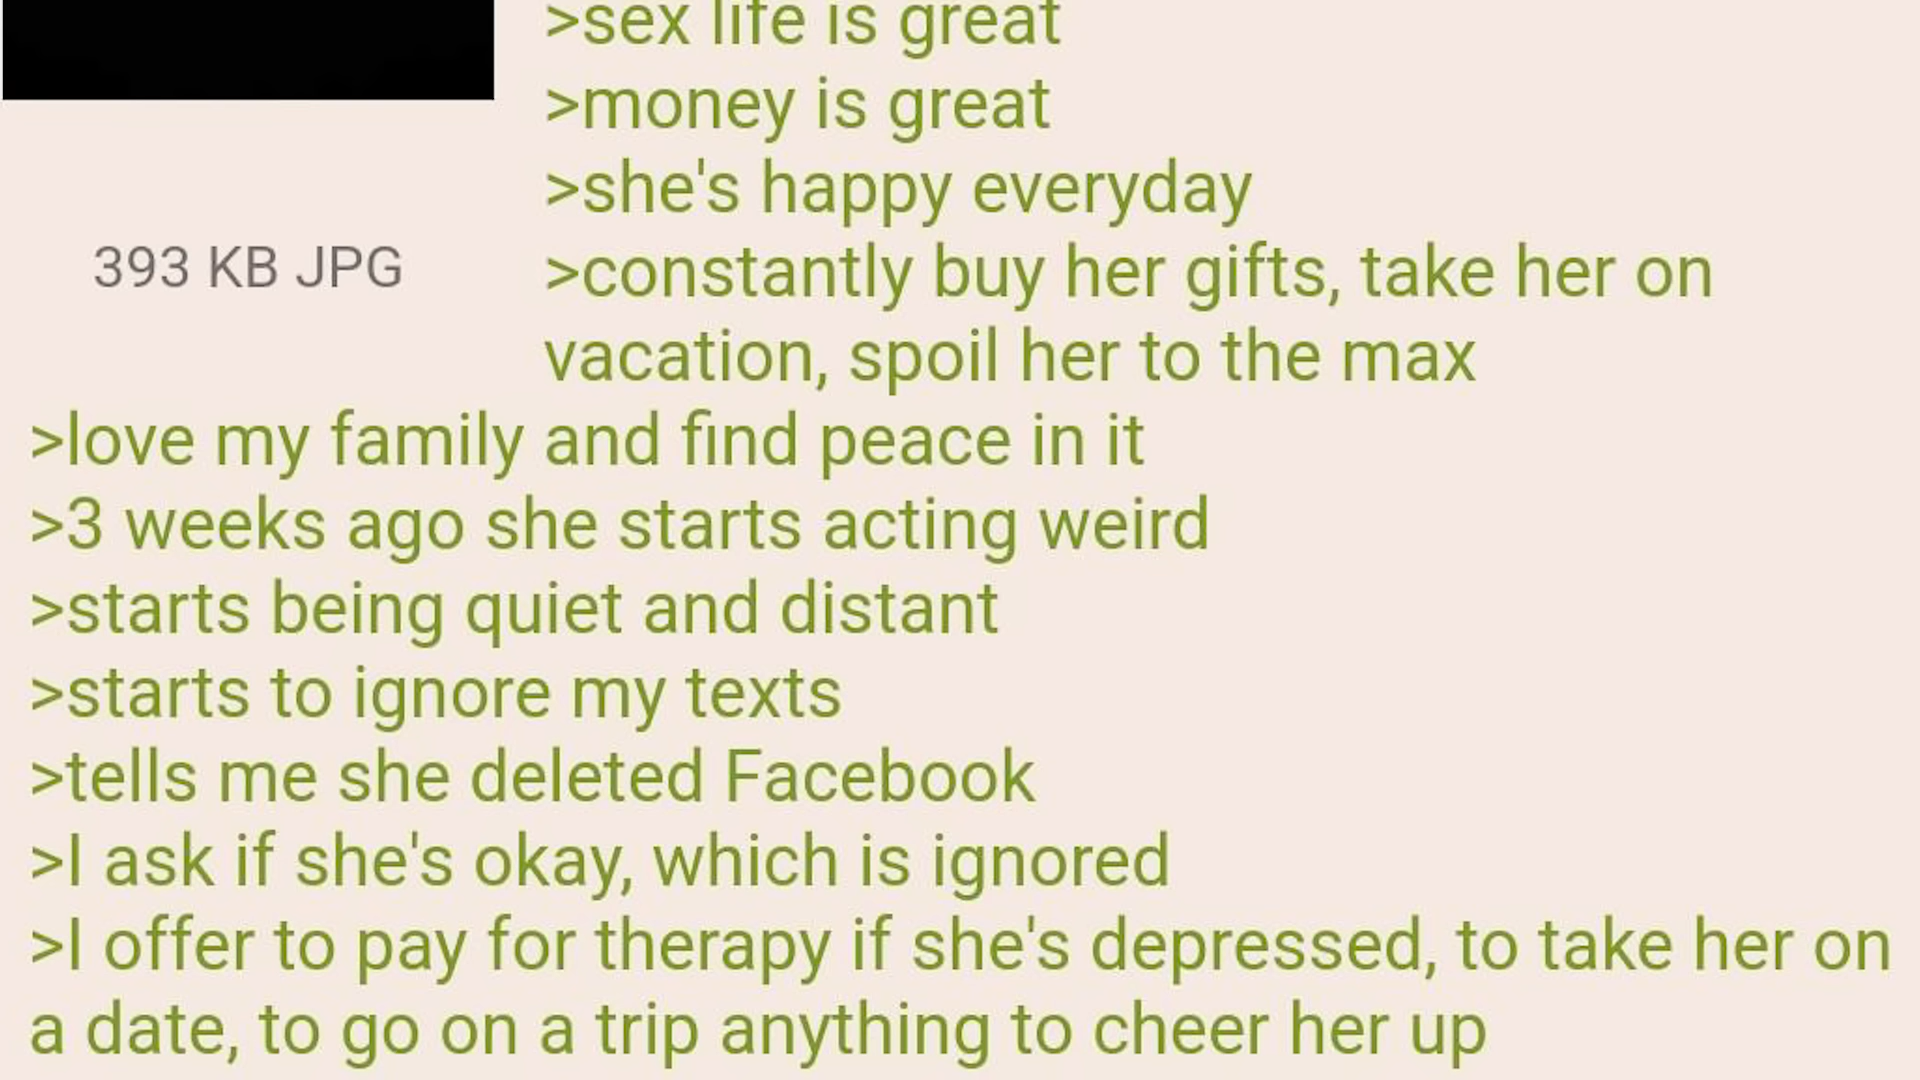 >sex life is great
>money is great
>she's happy everyday
393 KB JPG
>constantly buy her gifts, take her on
vacation, spoil her to the max
>love my family and find peace in it
>3 weeks ago she starts acting weird
>starts being quiet and distant
>starts to ignore my texts
>tells me she deleted Facebook
>I ask if she's okay, which is ignored
>I offer to pay for therapy if she's depressed, to take her on
a date, to go on a trip anything to cheer her up